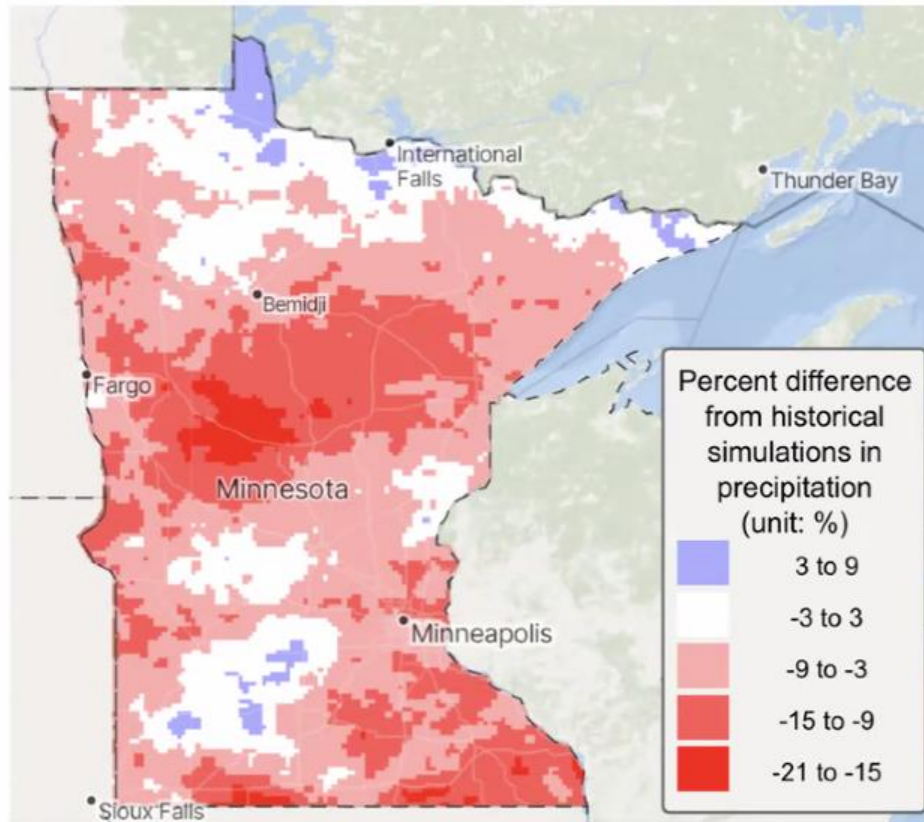 International
Falls
Thunder Bay
Bemidji
Fargo
Minnesota
Minneapolis
Sioux Falls
Percent difference
from historical
simulations in
precipitation
(unit: %)
3 to 9
-3 to 3
-9 to -3
-15 to -9
-21 to -15